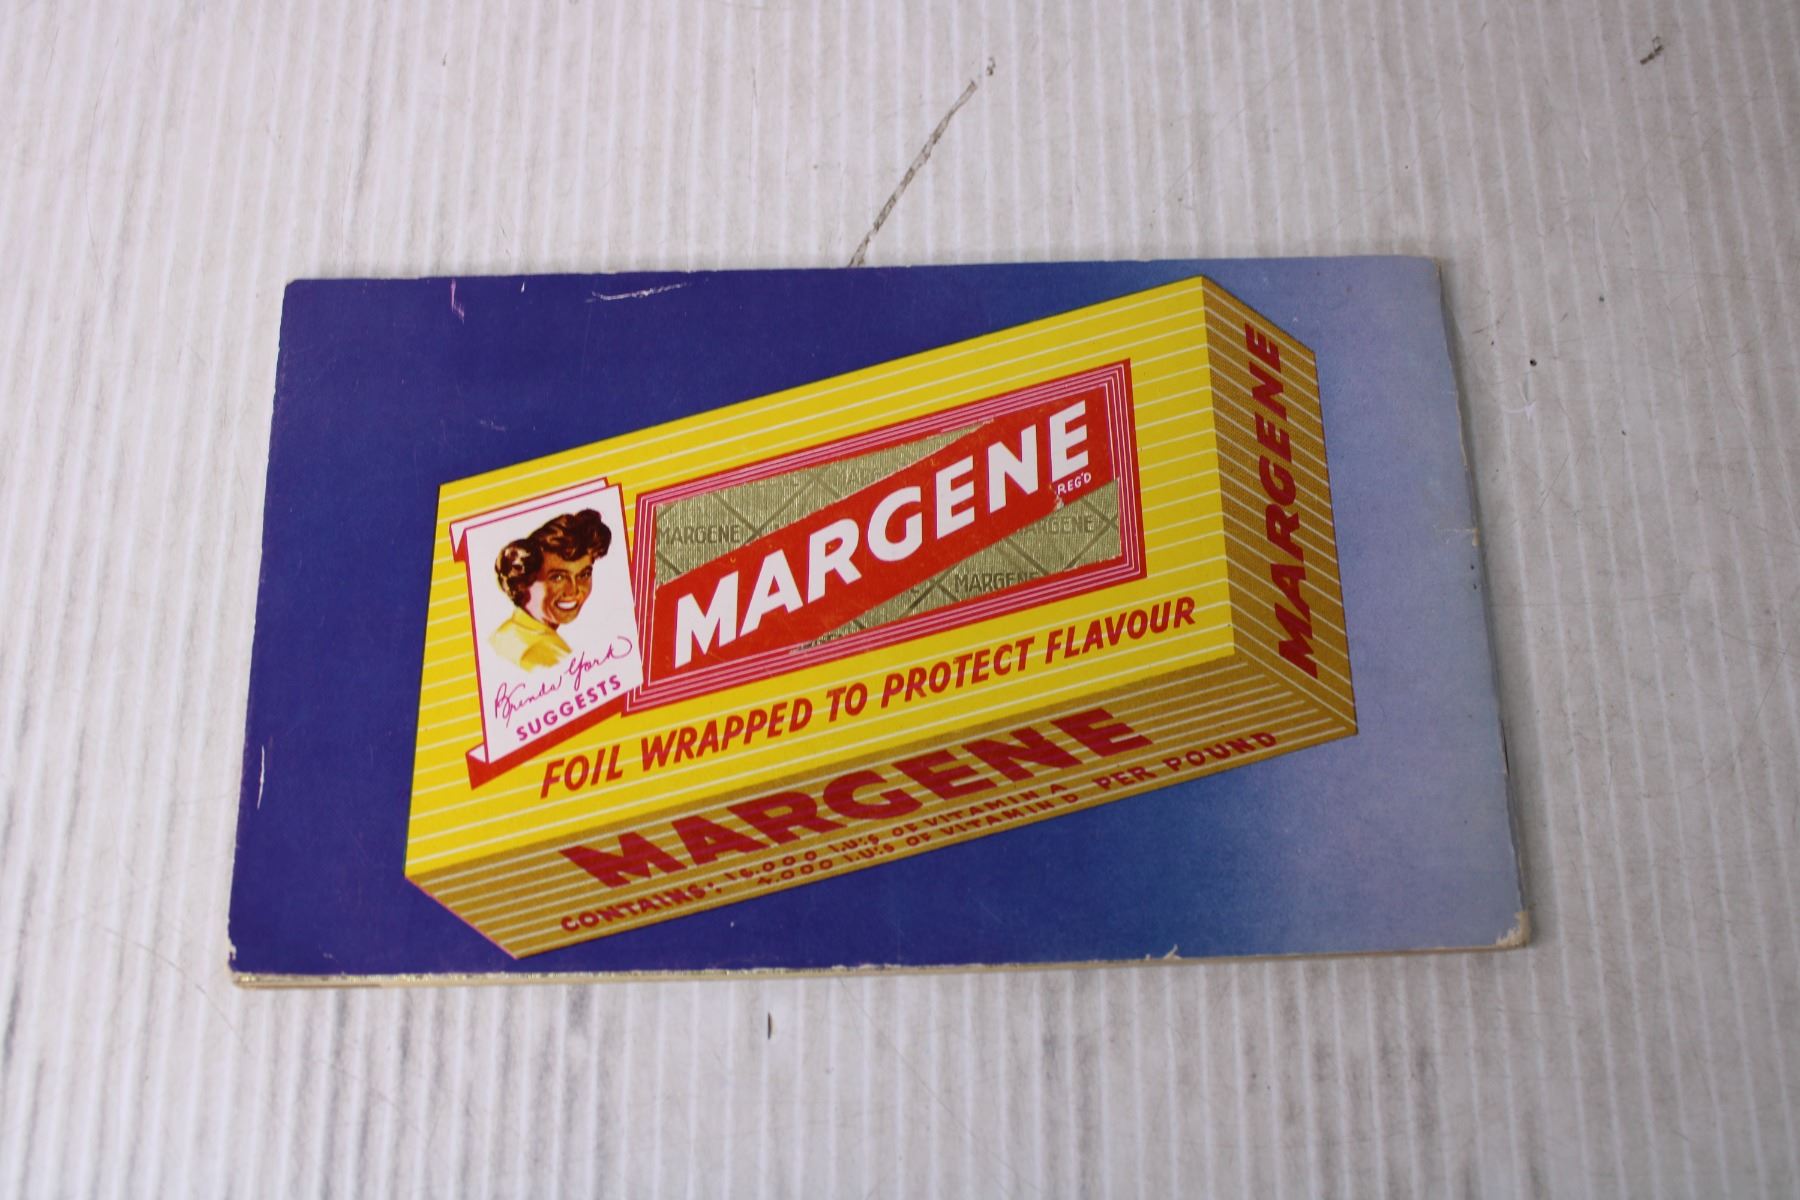 MARGENE
MARGENE
REG'D
MARGENE
MARGENE
Brenda York
SUGGESTS
FOIL WRAPPED TO PROTECT FLAVOUR
MARGENE
CONTAINS: 16,000 I.U.'S OF VITAMIN A
4,000 I.U.'S OF VITAMIN D PER POUND
MARGENE